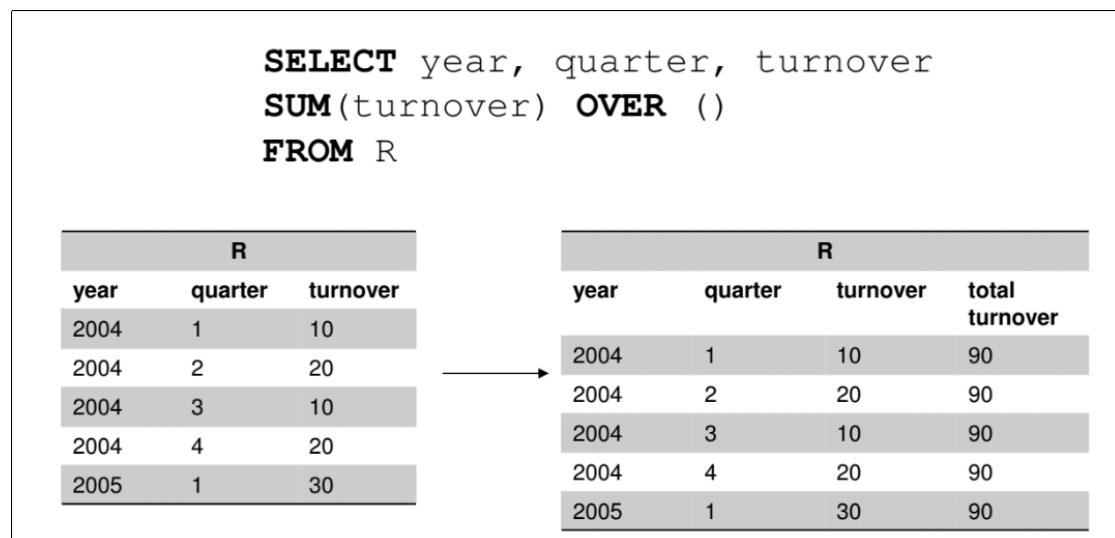 SELECT year, quarter, turnover
SUM(turnover) OVER ()
FROM R
R
year quarter turnover
2004 1 10
2004 2 20
2004 3 10
2004 4 20
2005 1 30
R
year quarter turnover total
turnover
2004 1 10 90
2004 2 20 90
2004 3 10 90
2004 4 20 90
2005 1 30 90